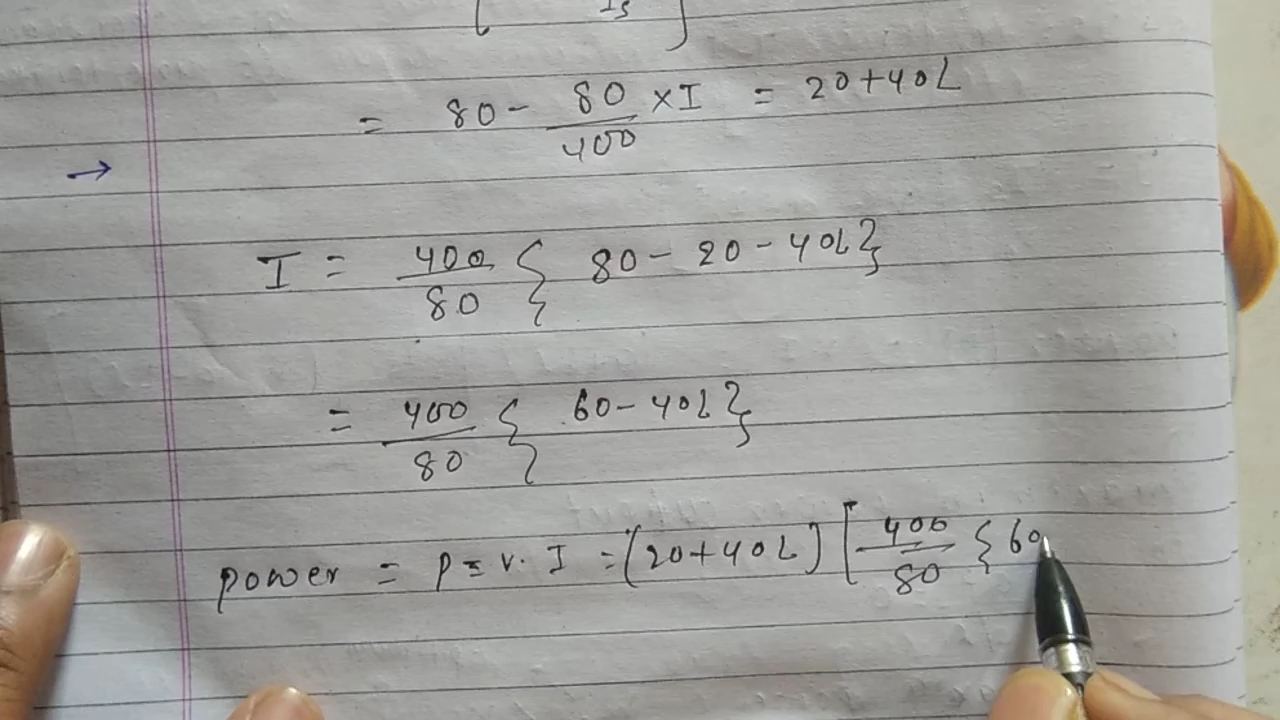 [ Is ]
= 80 - 80/400 × I = 20+40L
→
I = 400/80 { 80 - 20 - 40L }
= 400/80 { 60 - 40L }
power = P = V. I = (20+40L) [ 400/80 { 60